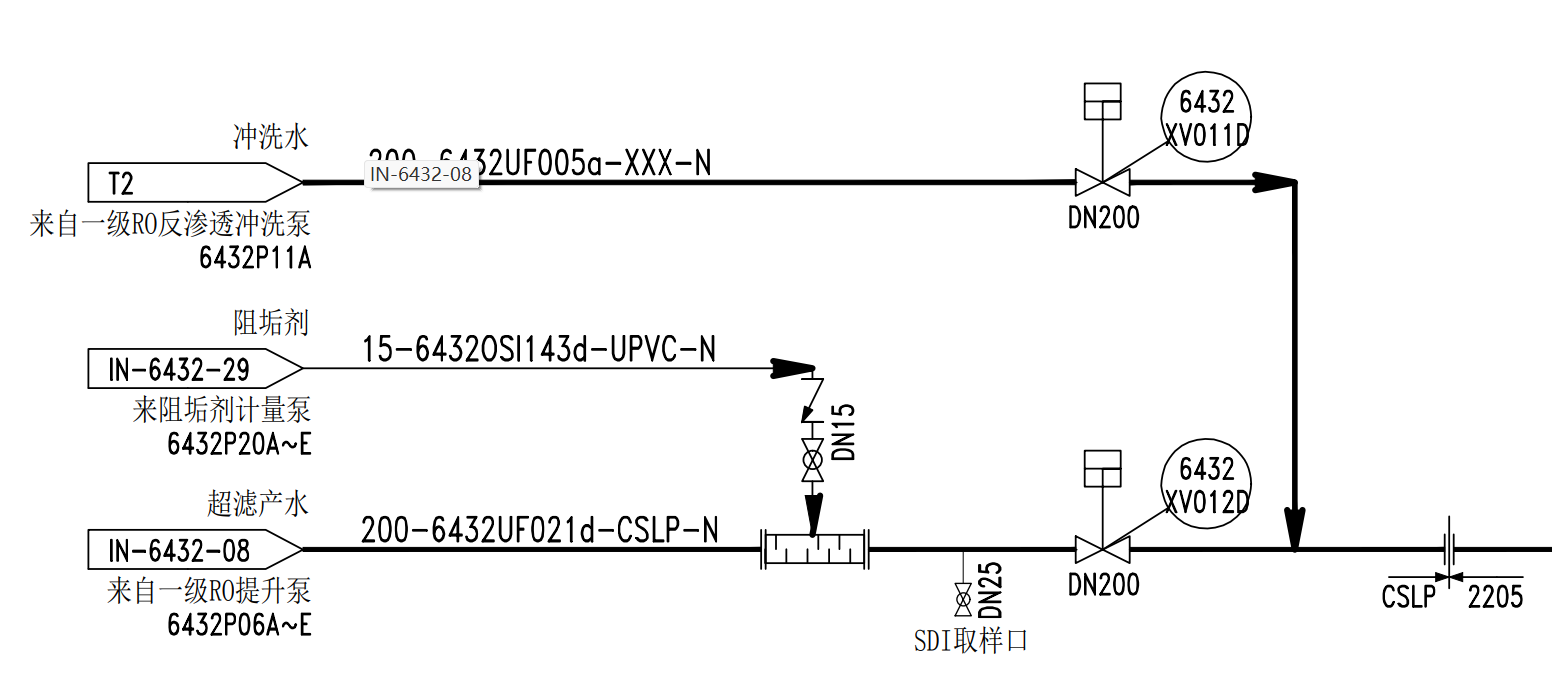 冲洗水
200-6432UF005a-XXX-N
IN-6432-08
T2
来自一级RO反渗透冲洗泵
6432P11A
6432
XV011D
DN200
阻垢剂
15-6432OSI143d-UPVC-N
IN-6432-29
来阻垢剂计量泵
6432P20A~E
DN15
超滤产水
200-6432UF021d-CSLP-N
IN-6432-08
来自一级RO提升泵
6432P06A~E
DN25
SDI取样口
6432
XV012D
DN200
CSLP
2205